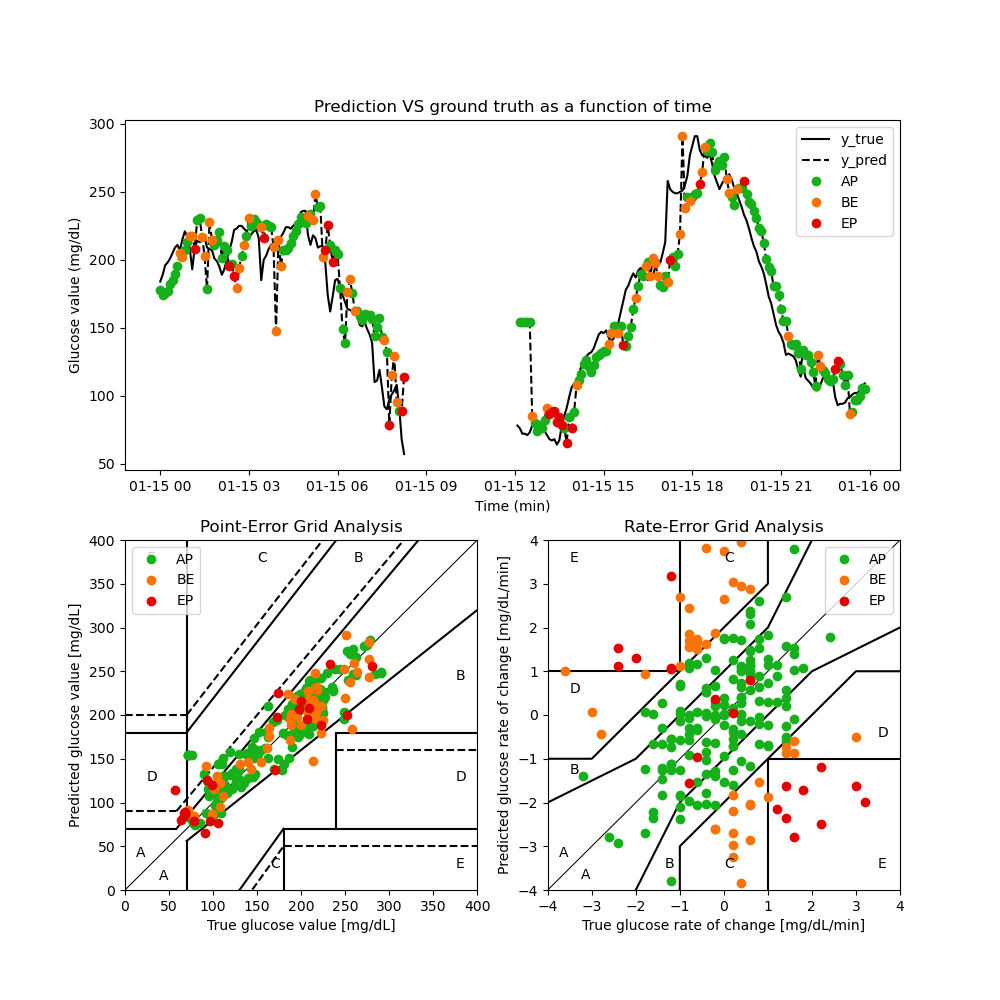 Prediction VS ground truth as a function of time
Glucose value (mg/dL)
300
250
200
150
100
50
y_true
y_pred
AP
BE
EP
01-15 00 01-15 03 01-15 06 01-15 09 01-15 12 01-15 15 01-15 18 01-15 21 01-16 00
Time (min)
Point-Error Grid Analysis
Predicted glucose value [mg/dL]
400
350
300
250
200
150
100
50
0
AP
BE
EP
C
B
B
D
D
A
A
C
E
0 50 100 150 200 250 300 350 400
True glucose value [mg/dL]
Rate-Error Grid Analysis
Predicted glucose rate of change [mg/dL/min]
4
3
2
1
0
−1
−2
−3
−4
AP
BE
EP
E
C
D
B
D
A
A
B
C
E
−4 −3 −2 −1 0 1 2 3 4
True glucose rate of change [mg/dL/min]